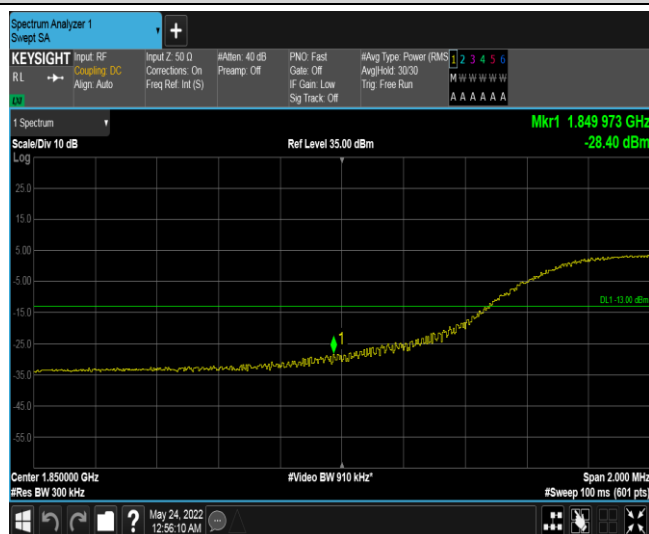 Spectrum Analyzer 1
Swept SA
+
KEYSIGHT Input: RF Input Z: 50 Ω #Atten: 40 dB PNO: Fast #Avg Type: Power (RMS 1 2 3 4 5 6
RL Coupling: DC Corrections: On Preamp: Off Gate: Off Avg|Hold: 30/30 M W W W W W
Align: Auto Freq Ref: Int (S) IF Gain: Low Trig: Free Run
Sig Track: Off A A A A A A
LXI
1 Spectrum Mkr1 1.849 973 GHz
Scale/Div 10 dB Ref Level 35.00 dBm -28.40 dBm
Log
25.0
15.0
5.00
-5.00
DL1 -13.00 dBm
-15.0
1
-25.0
-35.0
-45.0
-55.0
Center 1.850000 GHz #Video BW 910 kHz* Span 2.000 MHz
#Res BW 300 kHz #Sweep 100 ms (601 pts)
? May 24, 2022
12:56:10 AM